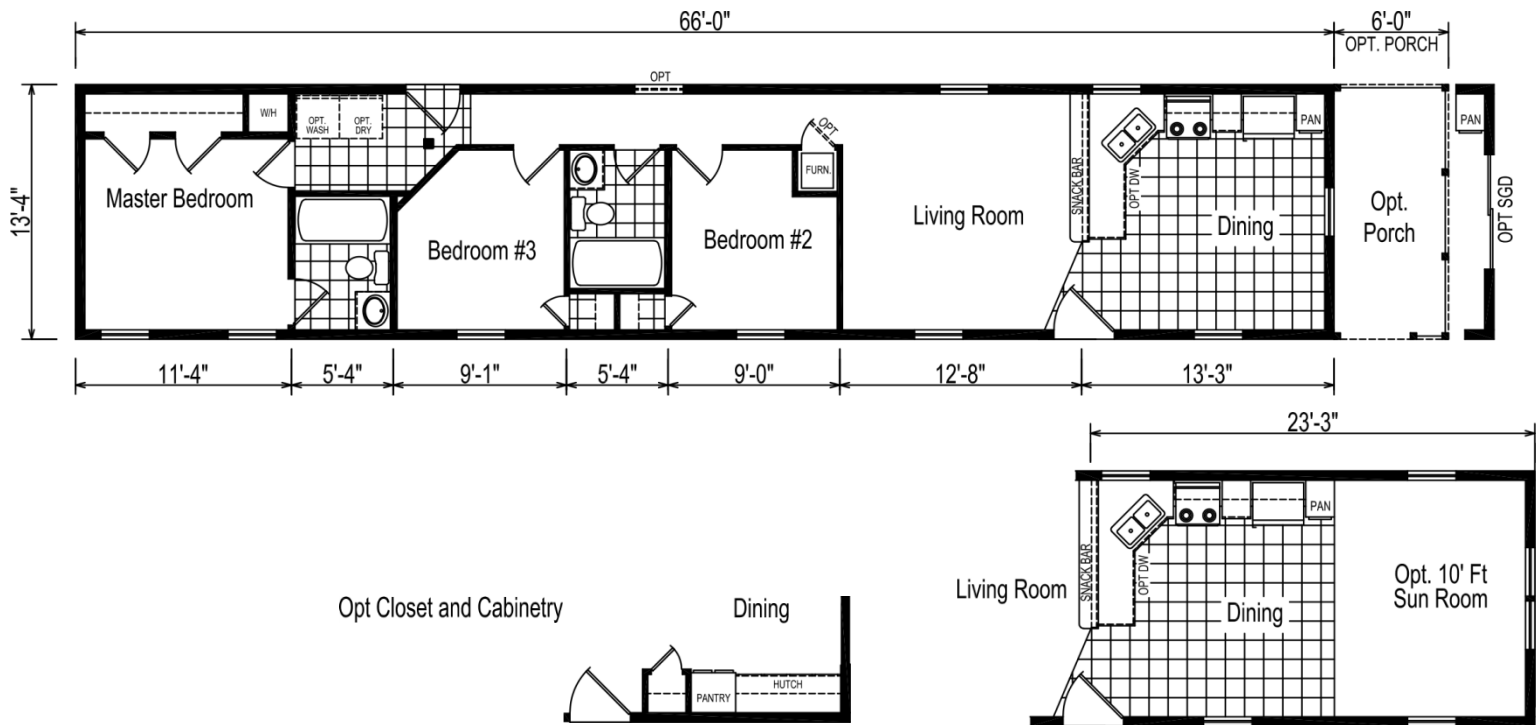 66'-0"
6'-0"
OPT. PORCH
OPT
W/H
OPT.
WASH
OPT.
DRY
OPT
FURN.
PAN
PAN
SNACK BAR
OPT DW
13'-4"
Master Bedroom
Bedroom #3
Bedroom #2
Living Room
Dining
Opt.
Porch
OPT SGD
11'-4"
5'-4"
9'-1"
5'-4"
9'-0"
12'-8"
13'-3"
23'-3"
PAN
SNACK BAR
OPT DW
Living Room
Dining
Opt. 10' Ft
Sun Room
Opt Closet and Cabinetry
Dining
PANTRY
HUTCH